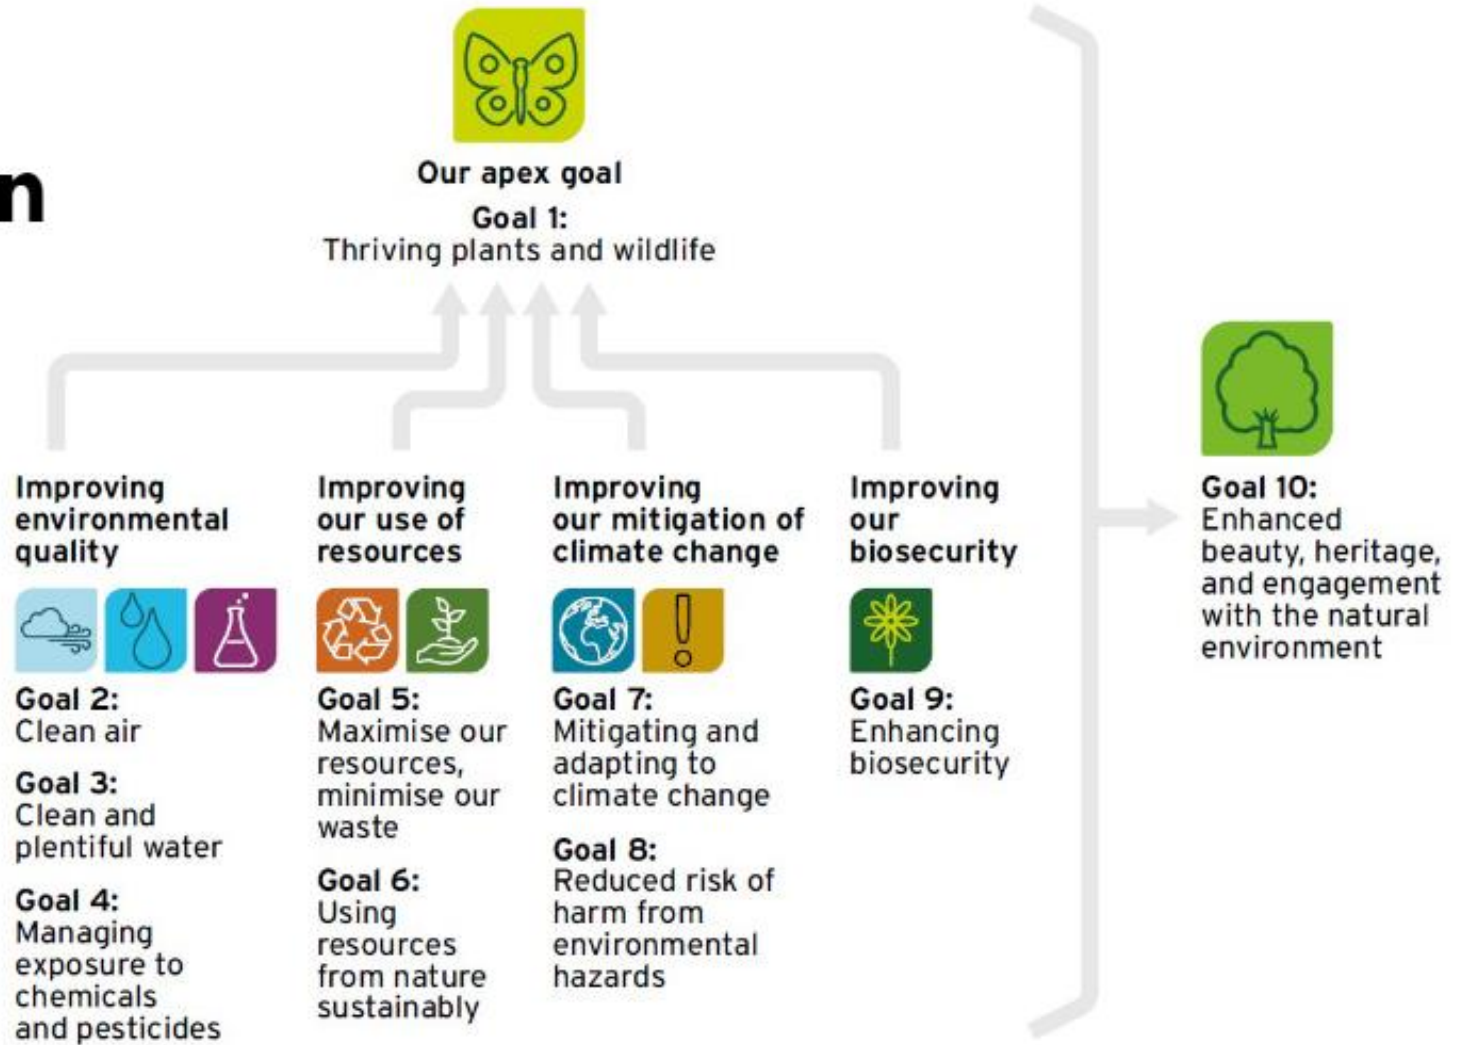 n
Our apex goal
Goal 1:
Thriving plants and wildlife
Improving
environmental
quality
Goal 2:
Clean air
Goal 3:
Clean and
plentiful water
Goal 4:
Managing
exposure to
chemicals
and pesticides
Improving
our use of
resources
Goal 5:
Maximise our
resources,
minimise our
waste
Goal 6:
Using
resources
from nature
sustainably
Improving
our mitigation of
climate change
Goal 7:
Mitigating and
adapting to
climate change
Goal 8:
Reduced risk of
harm from
environmental
hazards
Improving
our
biosecurity
Goal 9:
Enhancing
biosecurity
Goal 10:
Enhanced
beauty, heritage,
and engagement
with the natural
environment